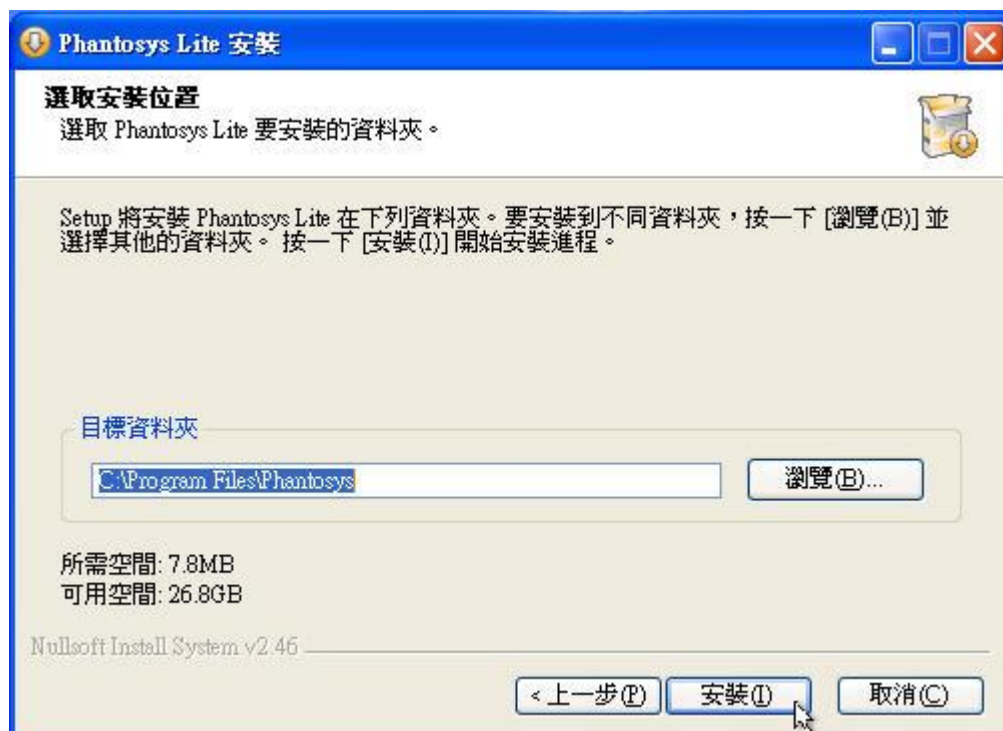 Phantosys Lite 安裝
選取安裝位置
選取 Phantosys Lite 要安裝的資料夾。
Setup 將安裝 Phantosys Lite 在下列資料夾。要安裝到不同資料夾，按一下 [瀏覽(B)] 並
選擇其他的資料夾。 按一下 [安裝(I)] 開始安裝進程。
目標資料夾
C:\Program Files\Phantosys
瀏覽(B)...
所需空間: 7.8MB
可用空間: 26.8GB
Nullsoft Install System v2.46
<上一步(P) 安裝(I) 取消(C)